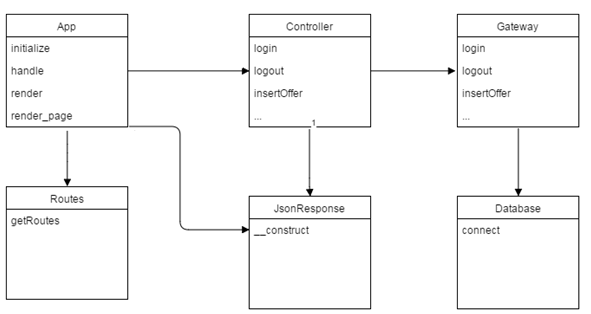 App
initialize
handle
render
render_page
Controller
login
logout
insertOffer
...
1
Gateway
login
logout
insertOffer
...
Routes
getRoutes
JsonResponse
__construct
Database
connect